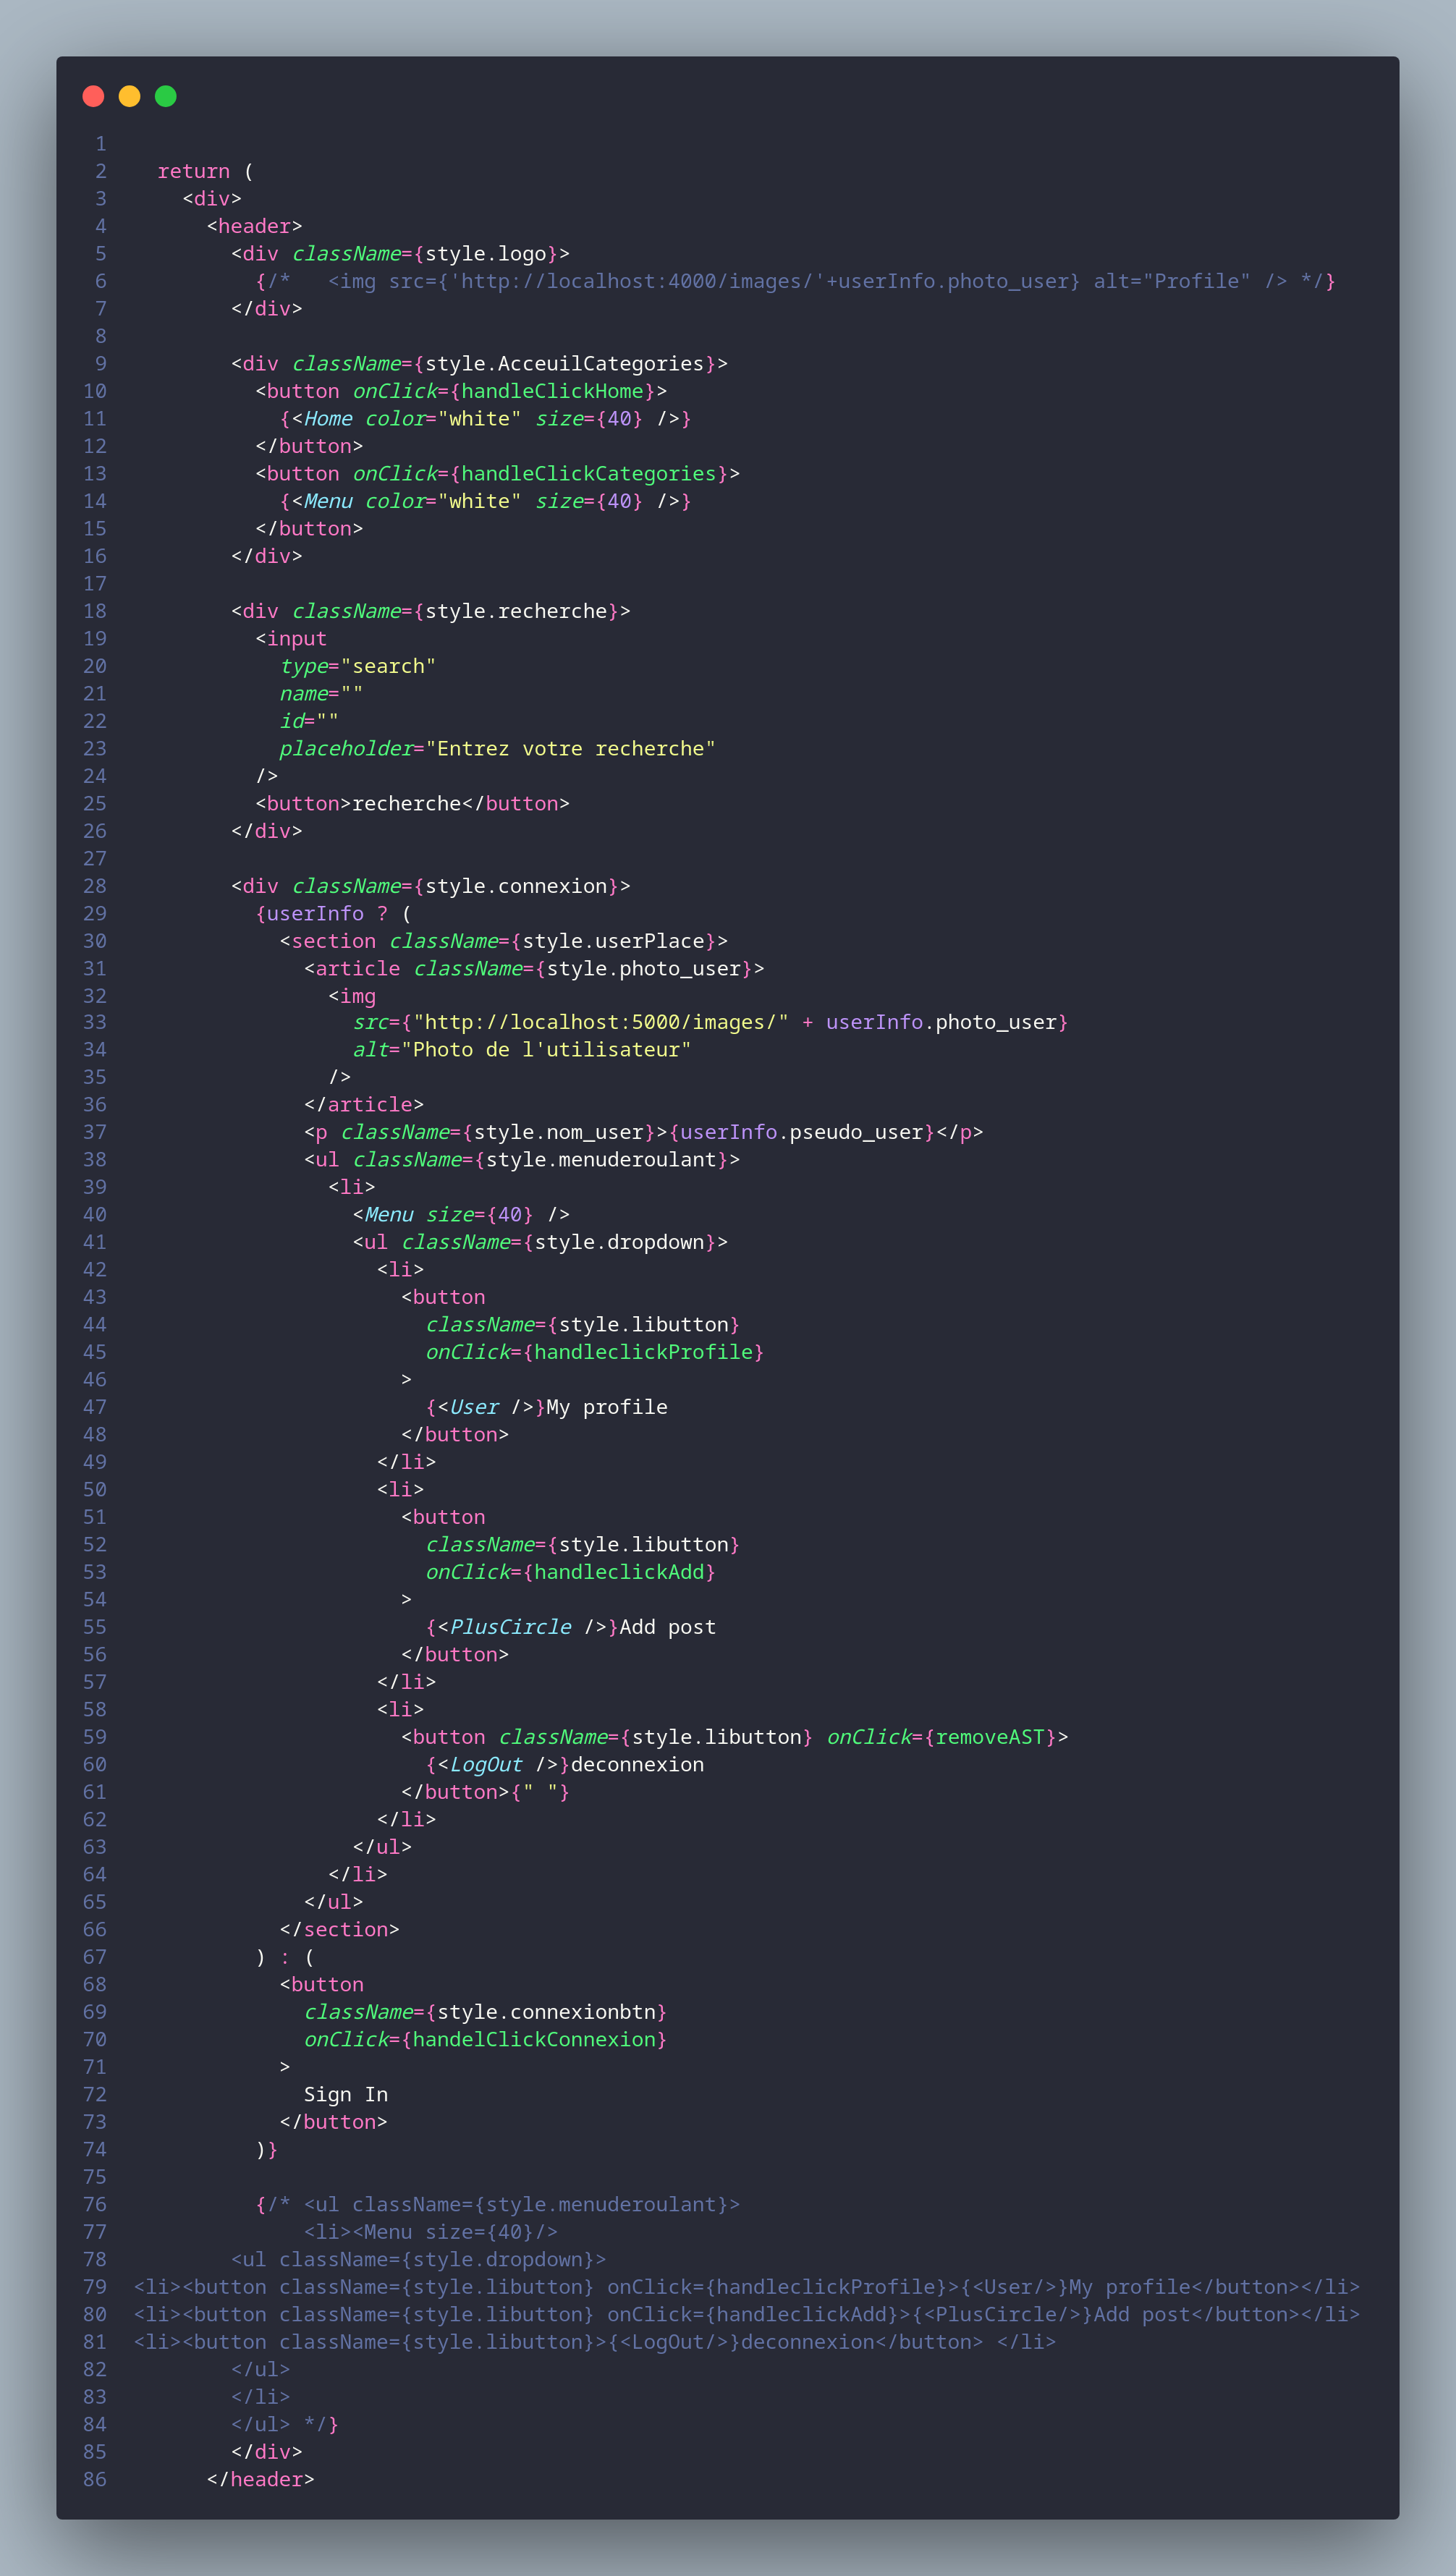 1
2    return (
3      <div>
4        <header>
5          <div className={style.logo}>
6            {/*   <img src={'http://localhost:4000/images/'+userInfo.photo_user} alt="Profile" /> */}
7          </div>
8
9          <div className={style.AcceuilCategories}>
10            <button onClick={handleClickHome}>
11              {<Home color="white" size={40} />}
12            </button>
13            <button onClick={handleClickCategories}>
14              {<Menu color="white" size={40} />}
15            </button>
16          </div>
17
18          <div className={style.recherche}>
19            <input
20              type="search"
21              name=""
22              id=""
23              placeholder="Entrez votre recherche"
24            />
25            <button>recherche</button>
26          </div>
27
28          <div className={style.connexion}>
29            {userInfo ? (
30              <section className={style.userPlace}>
31                <article className={style.photo_user}>
32                  <img
33                    src={"http://localhost:5000/images/" + userInfo.photo_user}
34                    alt="Photo de l'utilisateur"
35                  />
36                </article>
37                <p className={style.nom_user}>{userInfo.pseudo_user}</p>
38                <ul className={style.menuderoulant}>
39                  <li>
40                    <Menu size={40} />
41                    <ul className={style.dropdown}>
42                      <li>
43                        <button
44                          className={style.libutton}
45                          onClick={handleclickProfile}
46                        >
47                          {<User />}My profile
48                        </button>
49                      </li>
50                      <li>
51                        <button
52                          className={style.libutton}
53                          onClick={handleclickAdd}
54                        >
55                          {<PlusCircle />}Add post
56                        </button>
57                      </li>
58                      <li>
59                        <button className={style.libutton} onClick={removeAST}>
60                          {<LogOut />}deconnexion
61                        </button>{" "}
62                      </li>
63                    </ul>
64                  </li>
65                </ul>
66              </section>
67            ) : (
68              <button
69                className={style.connexionbtn}
70                onClick={handelClickConnexion}
71              >
72                Sign In
73              </button>
74            )}
75
76            {/* <ul className={style.menuderoulant}>
77                <li><Menu size={40}/>
78          <ul className={style.dropdown}>
79  <li><button className={style.libutton} onClick={handleclickProfile}>{<User/>}My profile</button></li>
80  <li><button className={style.libutton} onClick={handleclickAdd}>{<PlusCircle/>}Add post</button></li>
81  <li><button className={style.libutton}>{<LogOut/>}deconnexion</button> </li>
82          </ul>
83          </li>
84          </ul> */}
85          </div>
86        </header>